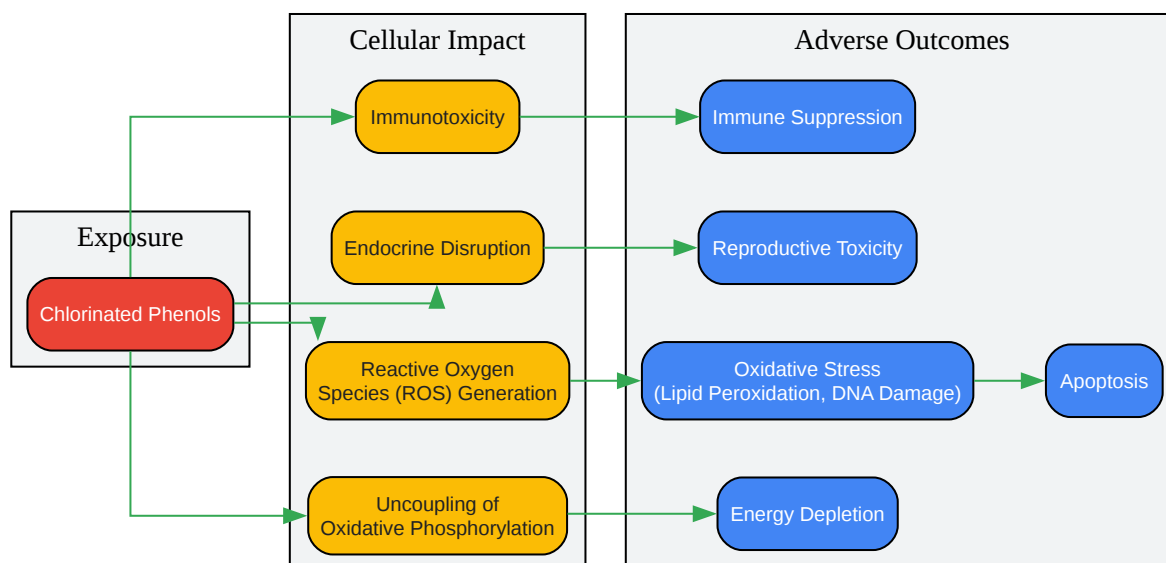 Cellular Impact
Adverse Outcomes
Immunotoxicity
Immune Suppression
Exposure
Endocrine Disruption
Reproductive Toxicity
Chlorinated Phenols
Reactive Oxygen
Species (ROS) Generation
Oxidative Stress
(Lipid Peroxidation, DNA Damage)
Apoptosis
Uncoupling of
Oxidative Phosphorylation
Energy Depletion